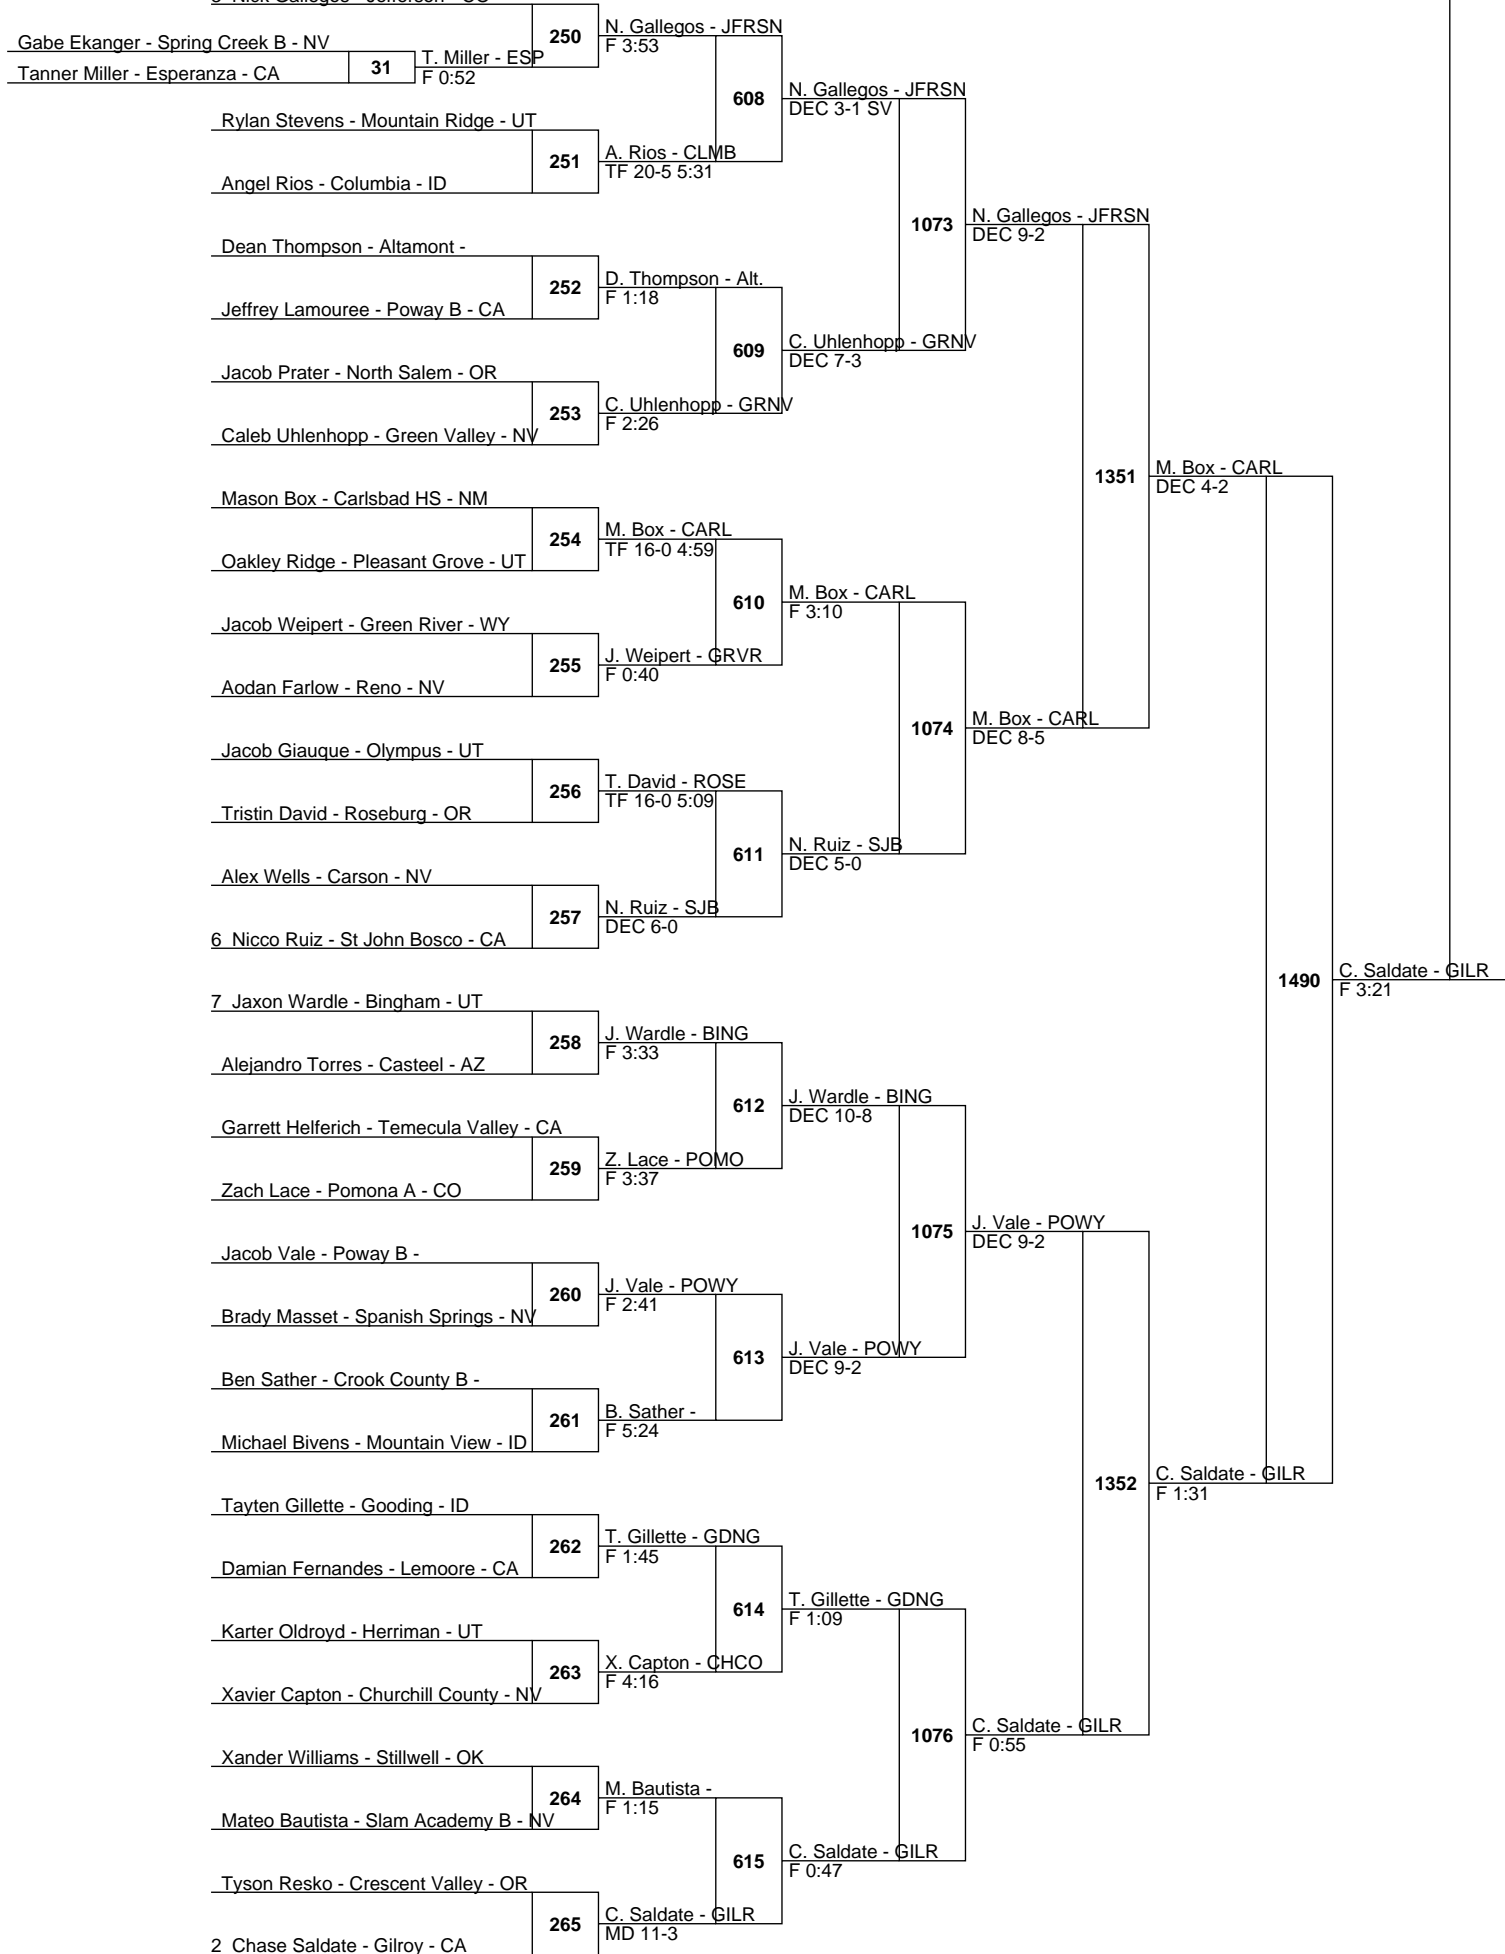 250
N. Gallegos - JFRSN
F 3:53
Gabe Ekanger - Spring Creek B - NV
Tanner Miller - Esperanza - CA
31
T. Miller - ESP
F 0:52
608
N. Gallegos - JFRSN
DEC 3-1 SV
Rylan Stevens - Mountain Ridge - UT
Angel Rios - Columbia - ID
251
A. Rios - CLMB
TF 20-5 5:31
1073
N. Gallegos - JFRSN
DEC 9-2
Dean Thompson - Altamont -
Jeffrey Lamouree - Poway B - CA
252
D. Thompson - Alt.
F 1:18
609
C. Uhlenhopp - GRNV
DEC 7-3
Jacob Prater - North Salem - OR
Caleb Uhlenhopp - Green Valley - NV
253
C. Uhlenhopp - GRNV
F 2:26
1351
M. Box - CARL
DEC 4-2
Mason Box - Carlsbad HS - NM
Oakley Ridge - Pleasant Grove - UT
254
M. Box - CARL
TF 16-0 4:59
610
M. Box - CARL
F 3:10
Jacob Weipert - Green River - WY
Aodan Farlow - Reno - NV
255
J. Weipert - GRVR
F 0:40
1074
M. Box - CARL
DEC 8-5
Jacob Giauque - Olympus - UT
Tristin David - Roseburg - OR
256
T. David - ROSE
TF 16-0 5:09
611
N. Ruiz - SJB
DEC 5-0
Alex Wells - Carson - NV
6 Nicco Ruiz - St John Bosco - CA
257
N. Ruiz - SJB
DEC 6-0
1490
C. Saldate - GILR
F 3:21
7 Jaxon Wardle - Bingham - UT
Alejandro Torres - Casteel - AZ
258
J. Wardle - BING
F 3:33
612
J. Wardle - BING
DEC 10-8
Garrett Helferich - Temecula Valley - CA
Zach Lace - Pomona A - CO
259
Z. Lace - POMO
F 3:37
1075
J. Vale - POWY
DEC 9-2
Jacob Vale - Poway B -
Brady Masset - Spanish Springs - NV
260
J. Vale - POWY
F 2:41
613
J. Vale - POWY
DEC 9-2
Ben Sather - Crook County B -
Michael Bivens - Mountain View - ID
261
B. Sather -
F 5:24
1352
C. Saldate - GILR
F 1:31
Tayten Gillette - Gooding - ID
Damian Fernandes - Lemoore - CA
262
T. Gillette - GDNG
F 1:45
614
T. Gillette - GDNG
F 1:09
Karter Oldroyd - Herriman - UT
Xavier Capton - Churchill County - NV
263
X. Capton - CHCO
F 4:16
1076
C. Saldate - GILR
F 0:55
Xander Williams - Stillwell - OK
Mateo Bautista - Slam Academy B - NV
264
M. Bautista -
F 1:15
615
C. Saldate - GILR
F 0:47
Tyson Resko - Crescent Valley - OR
2 Chase Saldate - Gilroy - CA
265
C. Saldate - GILR
MD 11-3